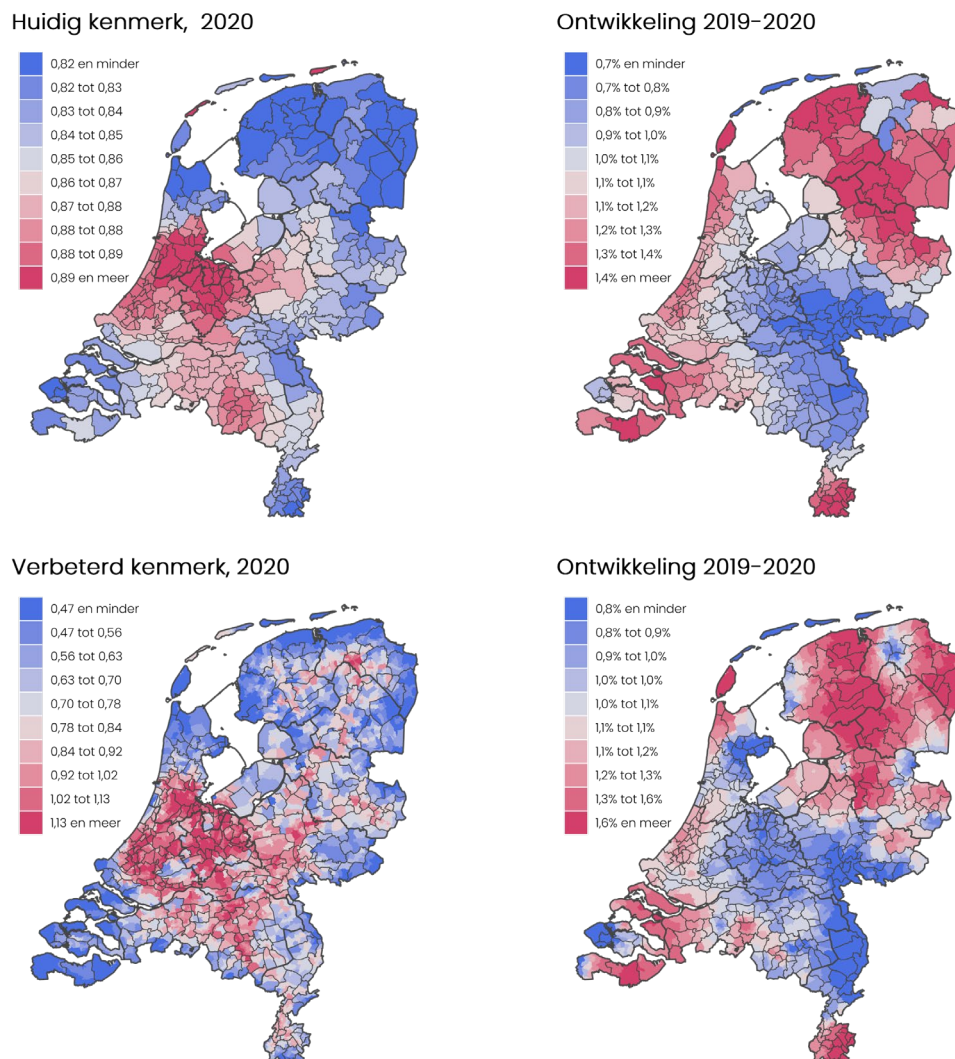 Huidig kenmerk, 2020
0,82 en minder
0,82 tot 0,83
0,83 tot 0,84
0,84 tot 0,85
0,85 tot 0,86
0,86 tot 0,87
0,87 tot 0,88
0,88 tot 0,88
0,88 tot 0,89
0,89 en meer
Ontwikkeling 2019-2020
0,7% en minder
0,7% tot 0,8%
0,8% tot 0,9%
0,9% tot 1,0%
1,0% tot 1,1%
1,1% tot 1,1%
1,1% tot 1,2%
1,2% tot 1,3%
1,3% tot 1,4%
1,4% en meer
Verbeterd kenmerk, 2020
0,47 en minder
0,47 tot 0,56
0,56 tot 0,63
0,63 tot 0,70
0,70 tot 0,78
0,78 tot 0,84
0,84 tot 0,92
0,92 tot 1,02
1,02 tot 1,13
1,13 en meer
Ontwikkeling 2019-2020
0,8% en minder
0,8% tot 0,9%
0,9% tot 1,0%
1,0% tot 1,0%
1,0% tot 1,1%
1,1% tot 1,1%
1,1% tot 1,2%
1,2% tot 1,3%
1,3% tot 1,6%
1,6% en meer